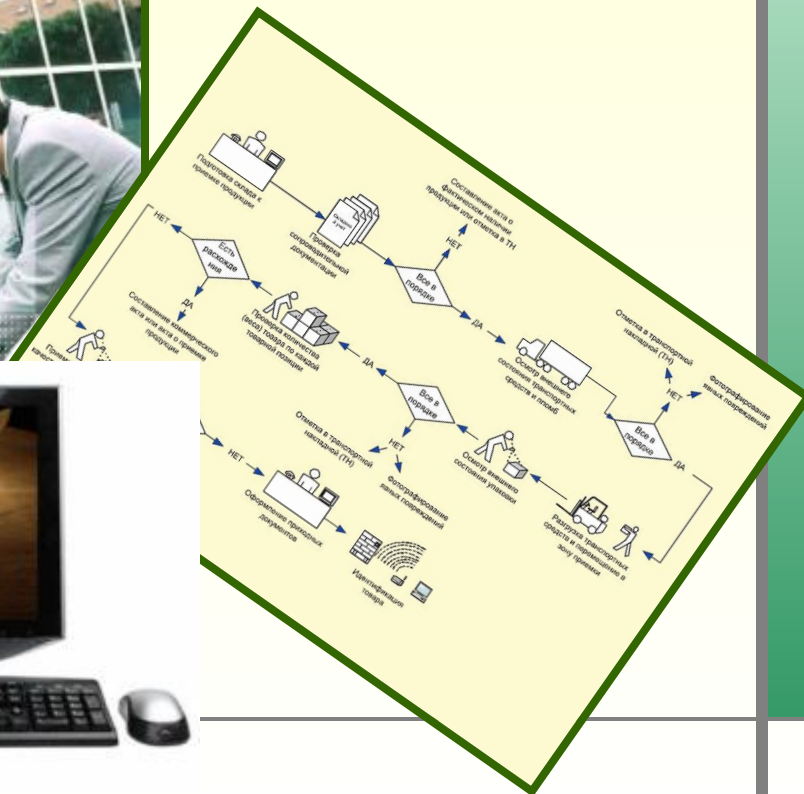 Подготовка склада к
приемке продукции
Складской
учет
Проверка
сопроводительной
документации
Все в
порядке
НЕТ
Составление акта о
фактическом наличии
продукции или отметка в ТН
ДА
Осмотр внешнего
состояния транспортных
средств и пломб
Все в
порядке
НЕТ
Отметка в транспортной
накладной (ТН)
Фотографирование
явных повреждений
ДА
Разгрузка транспортных
средств и перемещение в
зону приемки
Осмотр внешнего
состояния упаковки
Все в
порядке
НЕТ
Отметка в транспортной
накладной (ТН)
Фотографирование
явных повреждений
ДА
Проверка количества
(веса) товара по каждой
товарной позиции
Есть
расхожде
ния
ДА
Составление коммерческого
акта или акта о приемке
продукции
НЕТ
НЕТ
Оформление приходных
документов
Идентификация
товара